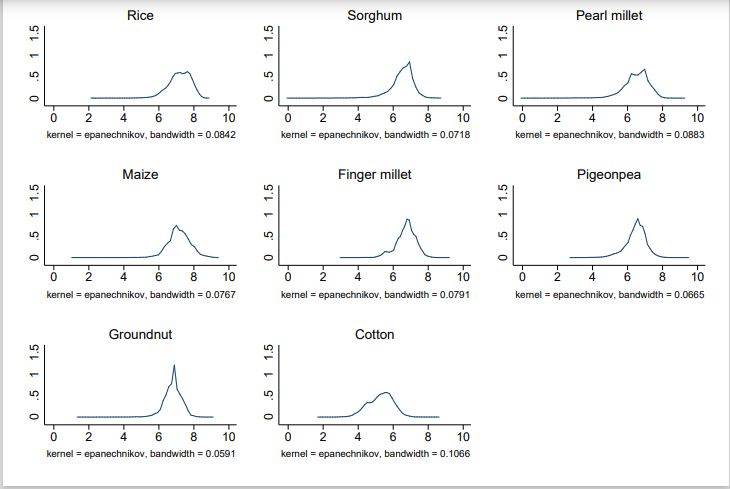 Rice
0 .5 1 1.5
0 2 4 6 8 10
kernel = epanechnikov, bandwidth = 0.0842
Sorghum
0 .5 1 1.5
0 2 4 6 8 10
kernel = epanechnikov, bandwidth = 0.0718
Pearl millet
0 .5 1 1.5
0 2 4 6 8 10
kernel = epanechnikov, bandwidth = 0.0883
Maize
0 .5 1 1.5
0 2 4 6 8 10
kernel = epanechnikov, bandwidth = 0.0767
Finger millet
0 .5 1 1.5
0 2 4 6 8 10
kernel = epanechnikov, bandwidth = 0.0791
Pigeonpea
0 .5 1 1.5
0 2 4 6 8 10
kernel = epanechnikov, bandwidth = 0.0665
Groundnut
0 .5 1 1.5
0 2 4 6 8 10
kernel = epanechnikov, bandwidth = 0.0591
Cotton
0 .5 1 1.5
0 2 4 6 8 10
kernel = epanechnikov, bandwidth = 0.1066